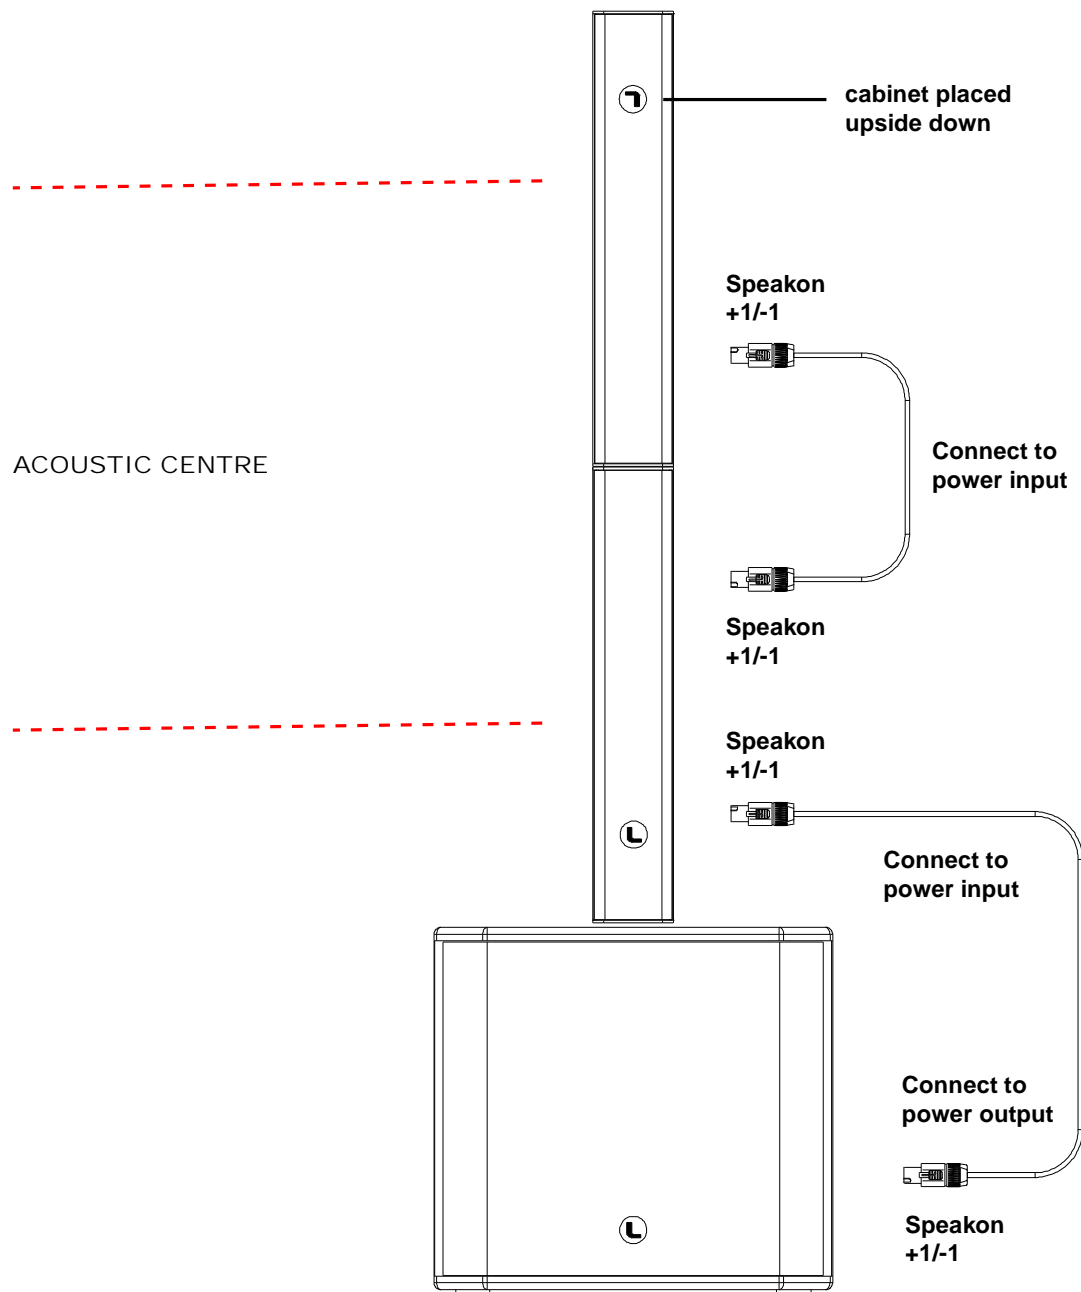 cabinet placed
upside down
Speakon
+1/-1
Connect to
power input
ACOUSTIC CENTRE
Speakon
+1/-1
Speakon
+1/-1
Connect to
power input
Connect to
power output
Speakon
+1/-1